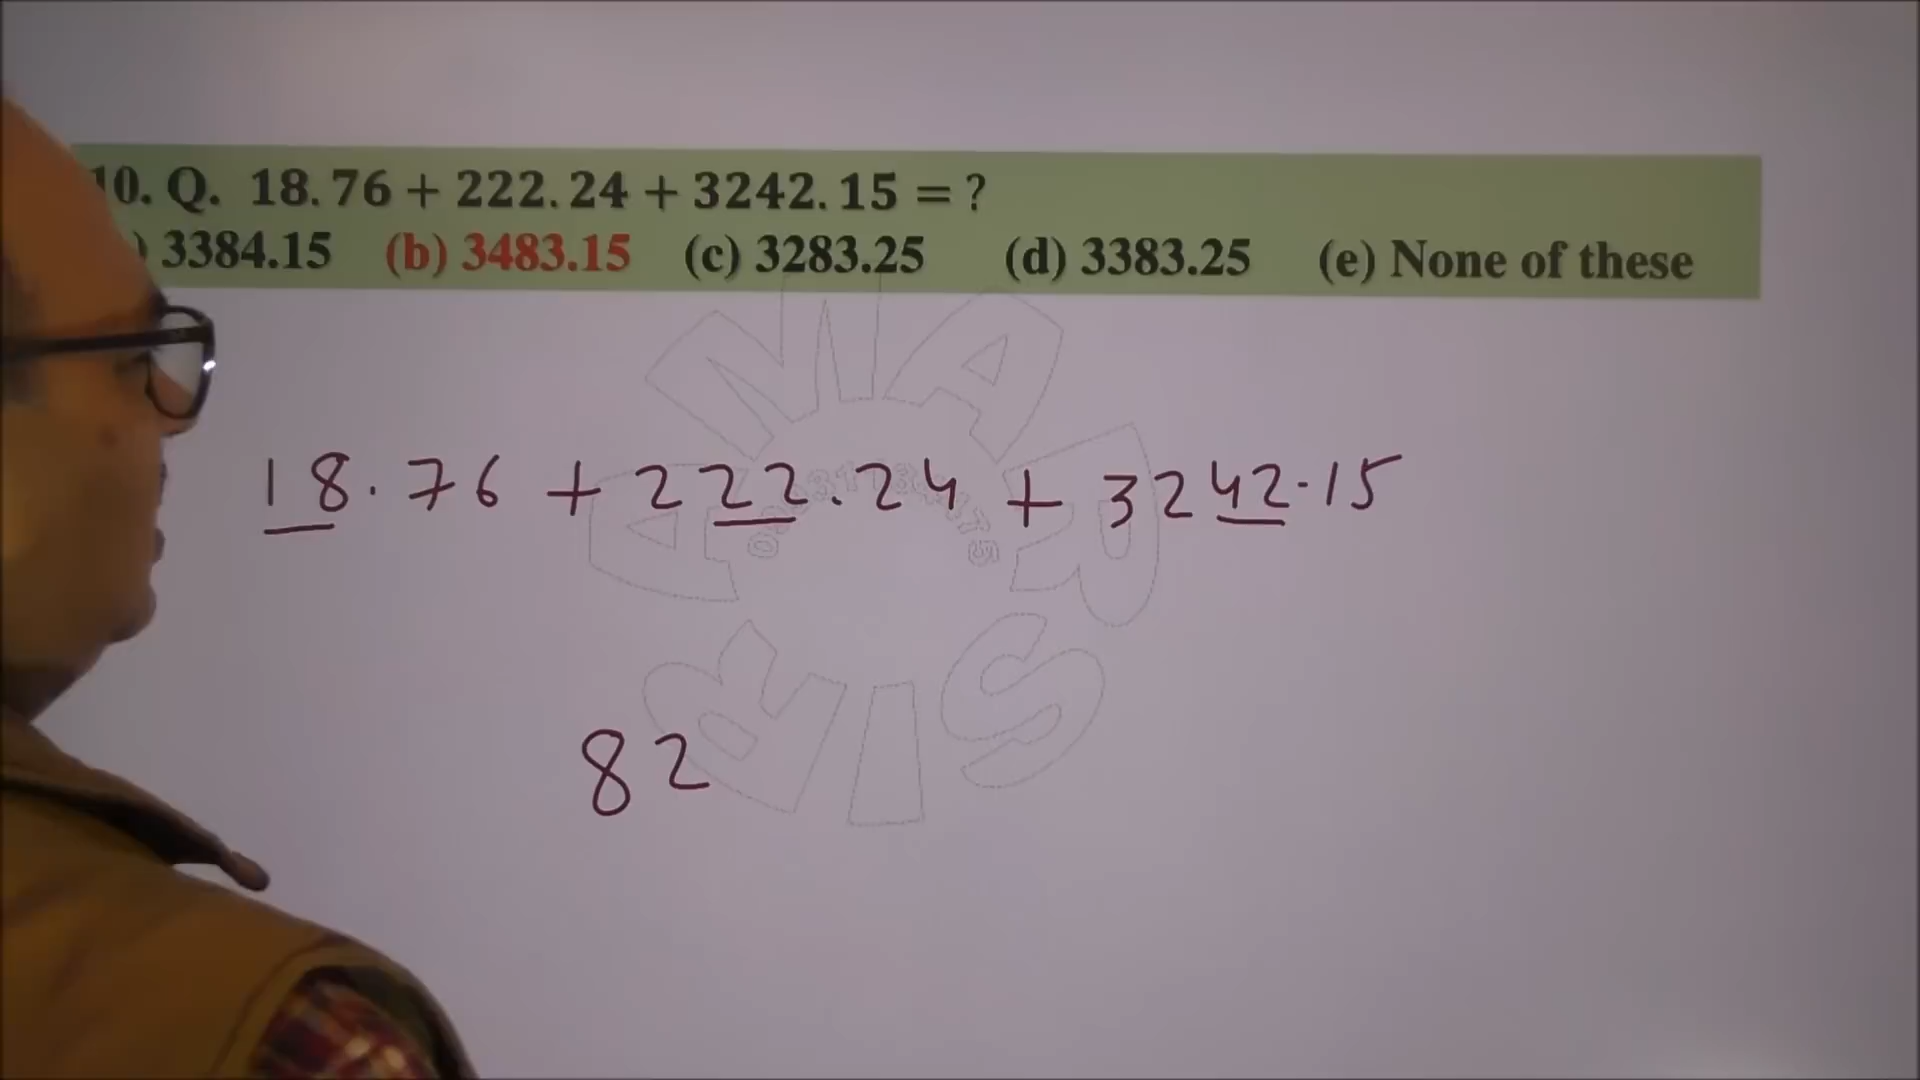 10. Q. 18.76 + 222.24 + 3242.15 = ?
) 3384.15 (b) 3483.15 (c) 3283.25 (d) 3383.25 (e) None of these
18.76 + 222.24 + 3242.15
82